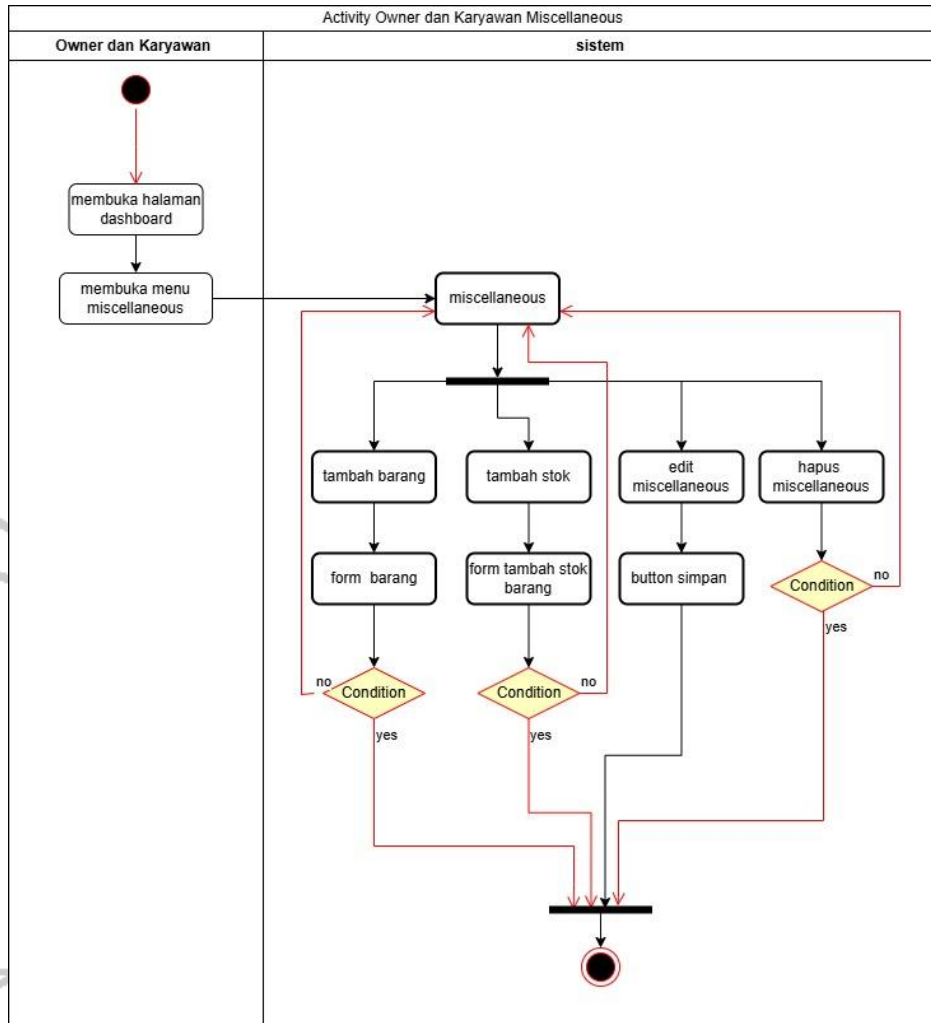 Activity Owner dan Karyawan Miscellaneous
Owner dan Karyawan
sistem
membuka halaman
dashboard
membuka menu
miscellaneous
miscellaneous
tambah barang
tambah stok
edit
miscellaneous
hapus
miscellaneous
form barang
form tambah stok
barang
button simpan
Condition
no
yes
no
Condition
yes
Condition
no
yes